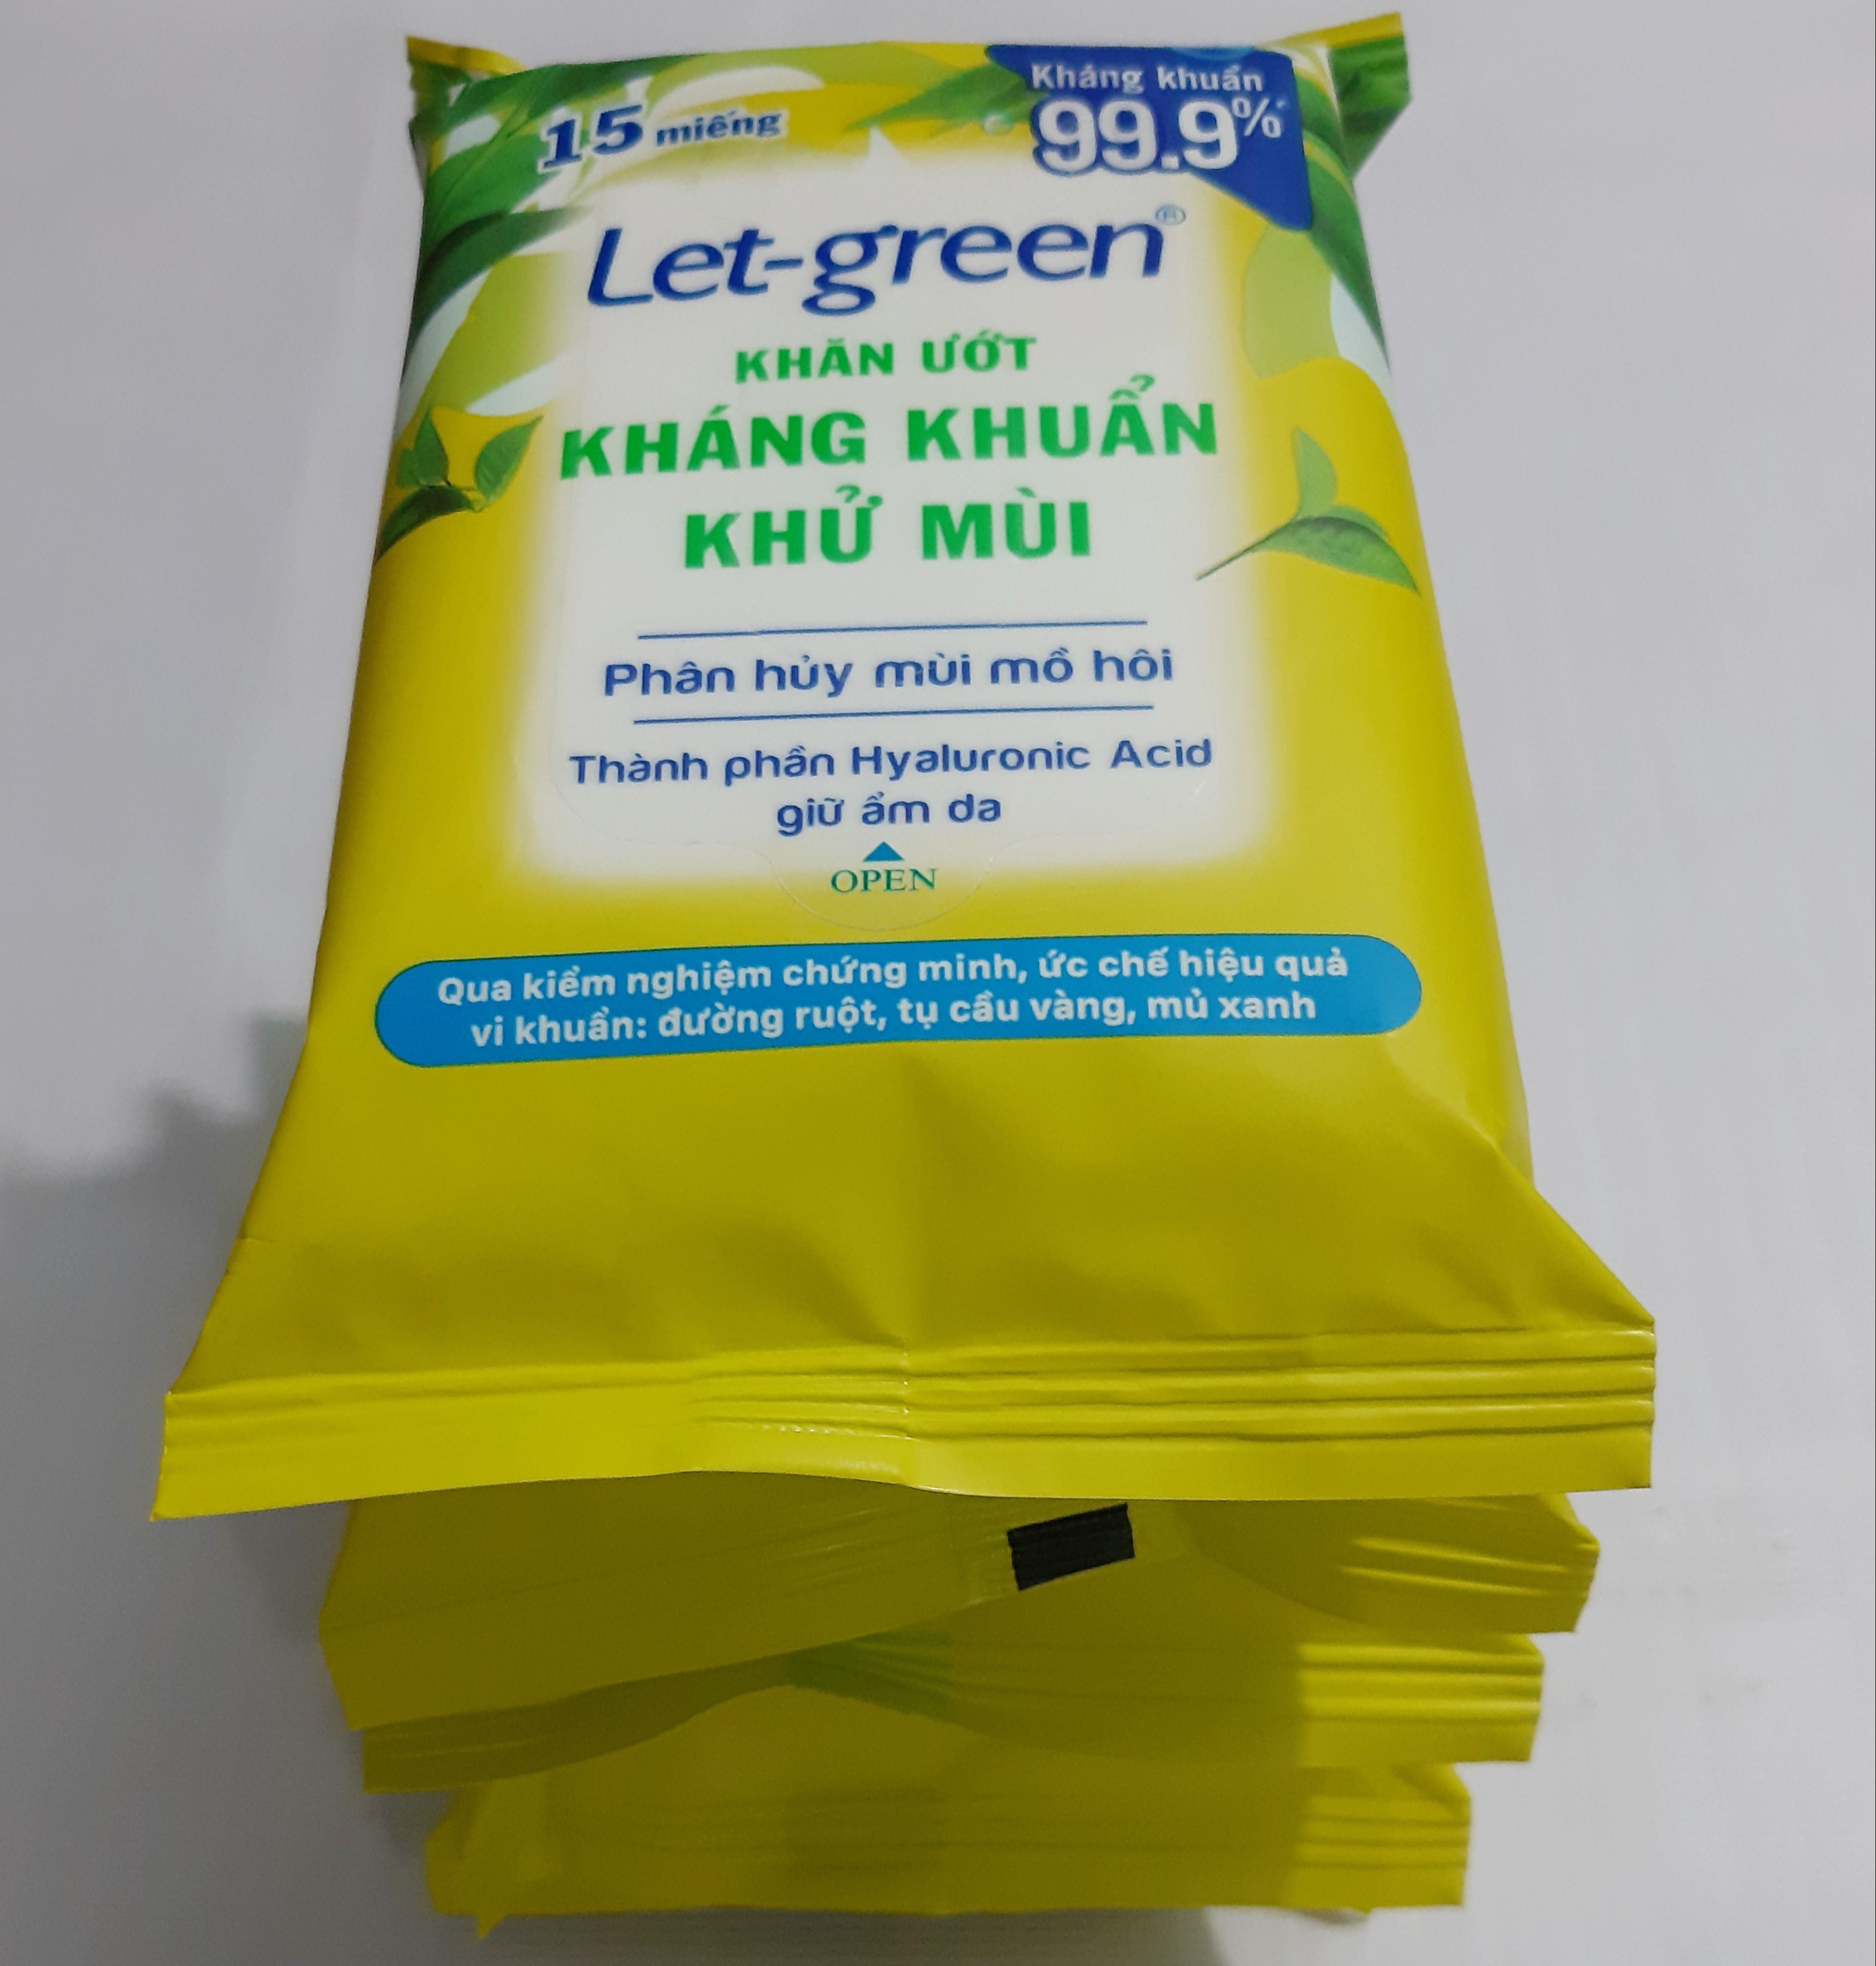 15 miếng
Kháng khuẩn
99.9%
Let-green®
KHĂN ƯỚT
KHÁNG KHUẨN
KHỬ MÙI
Phân hủy mùi mồ hôi
Thành phần Hyaluronic Acid
giữ ẩm da
OPEN
Qua kiểm nghiệm chứng minh, ức chế hiệu quả
vi khuẩn: đường ruột, tụ cầu vàng, mủ xanh